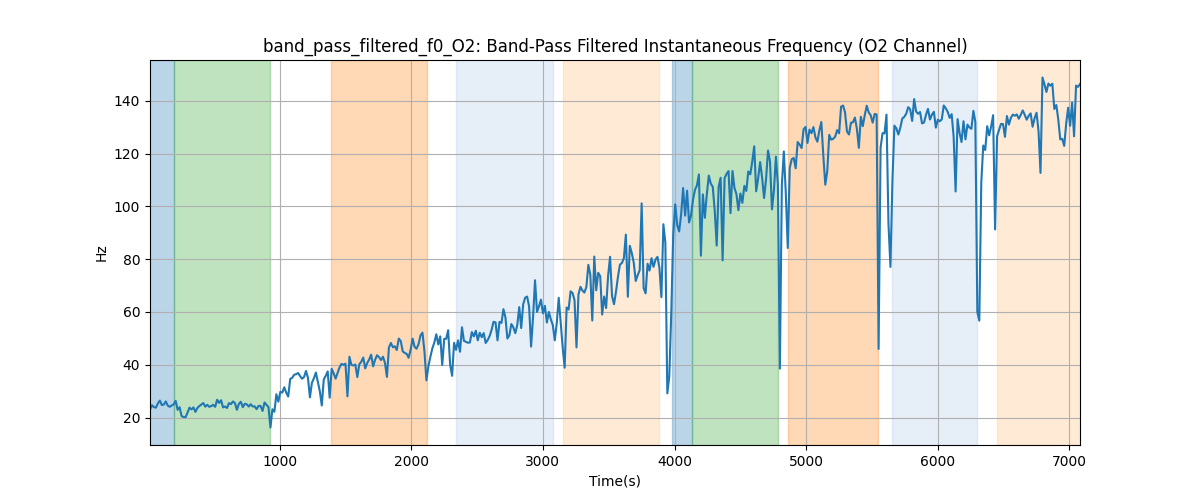 band_pass_filtered_f0_O2: Band-Pass Filtered Instantaneous Frequency (O2 Channel)
140
120
100
80
60
40
20
Hz
1000 2000 3000 4000 5000 6000 7000
Time(s)